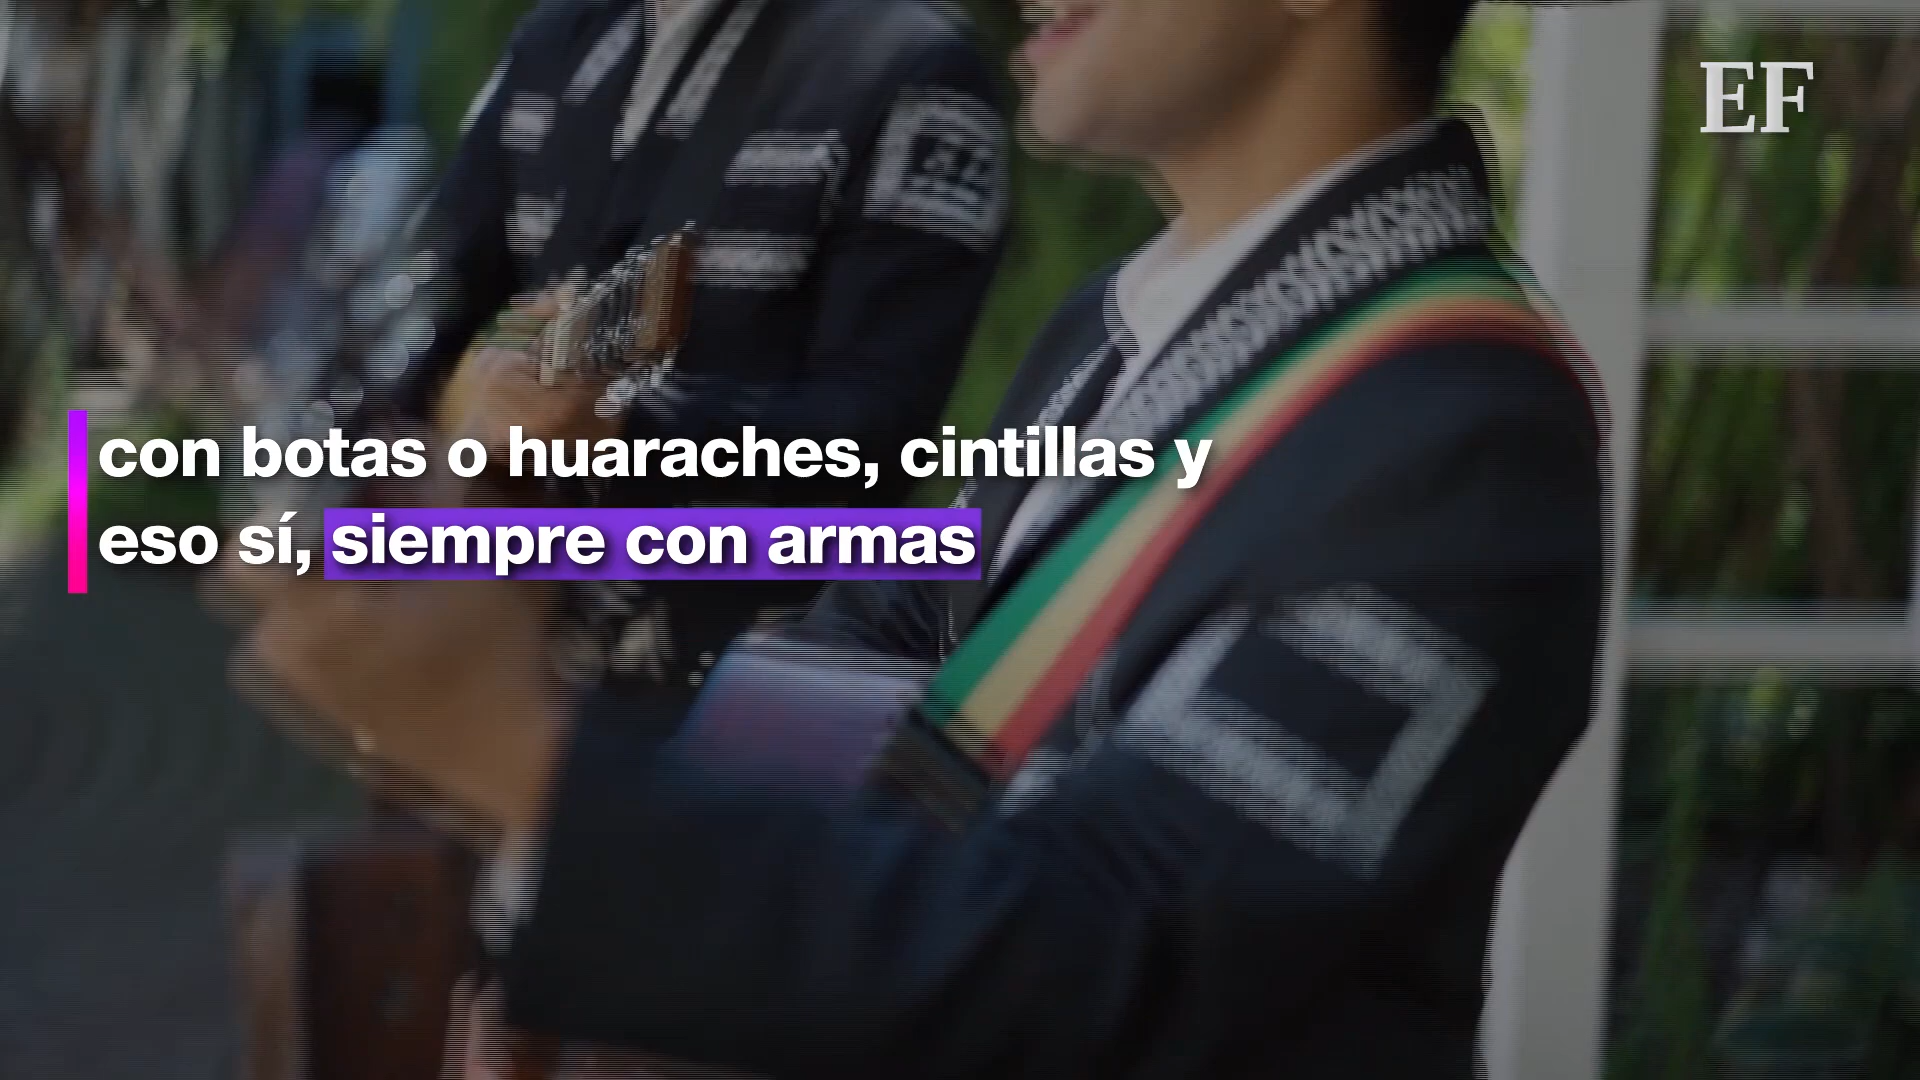 EF
con botas o huaraches, cintillas y
eso sí, siempre con armas